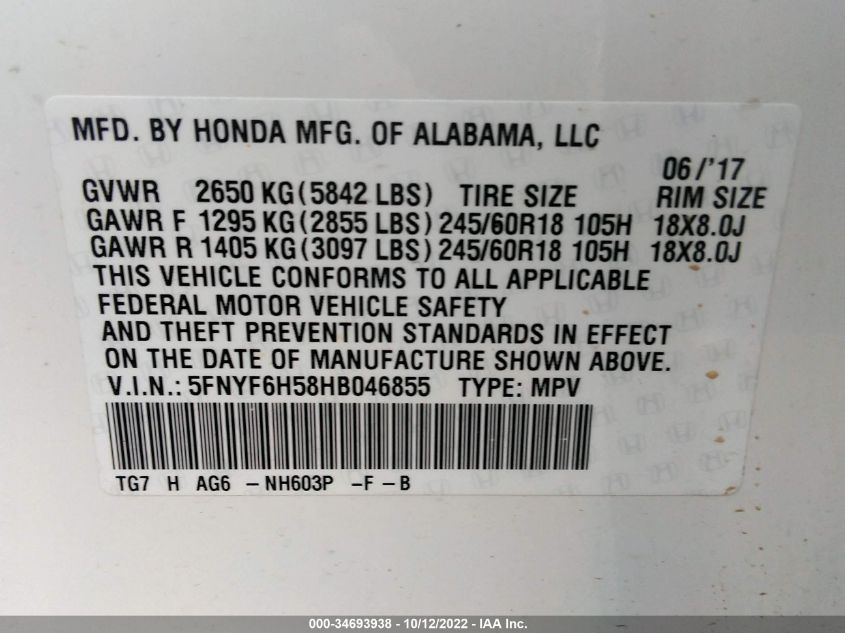 MFD. BY HONDA MFG. OF ALABAMA, LLC
06/'17
GVWR 2650 KG(5842 LBS) TIRE SIZE RIM SIZE
GAWR F 1295 KG(2855 LBS) 245/60R18 105H 18X8.0J
GAWR R 1405 KG(3097 LBS) 245/60R18 105H 18X8.0J
THIS VEHICLE CONFORMS TO ALL APPLICABLE
FEDERAL MOTOR VEHICLE SAFETY
AND THEFT PREVENTION STANDARDS IN EFFECT
ON THE DATE OF MANUFACTURE SHOWN ABOVE.
V.I.N.: 5FNYF6H58HB046855 TYPE: MPV
TG7 H AG6 -NH603P -F -B
000-34693938 - 10/12/2022 - IAA Inc.